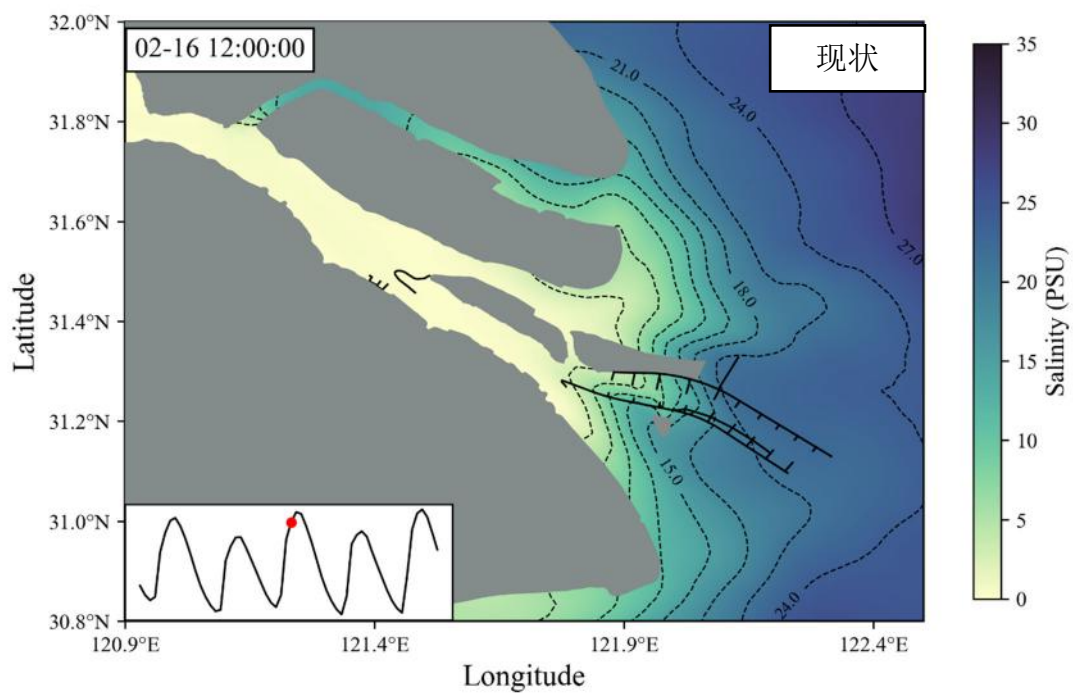 02-16 12:00:00
现状
32.0°N
31.8°N
31.6°N
31.4°N
31.2°N
31.0°N
30.8°N
Latitude
120.9°E
121.4°E
121.9°E
122.4°E
Longitude
21.0
24.0
27.0
18.0
15.0
24.0
35
30
25
20
15
10
5
0
Salinity (PSU)